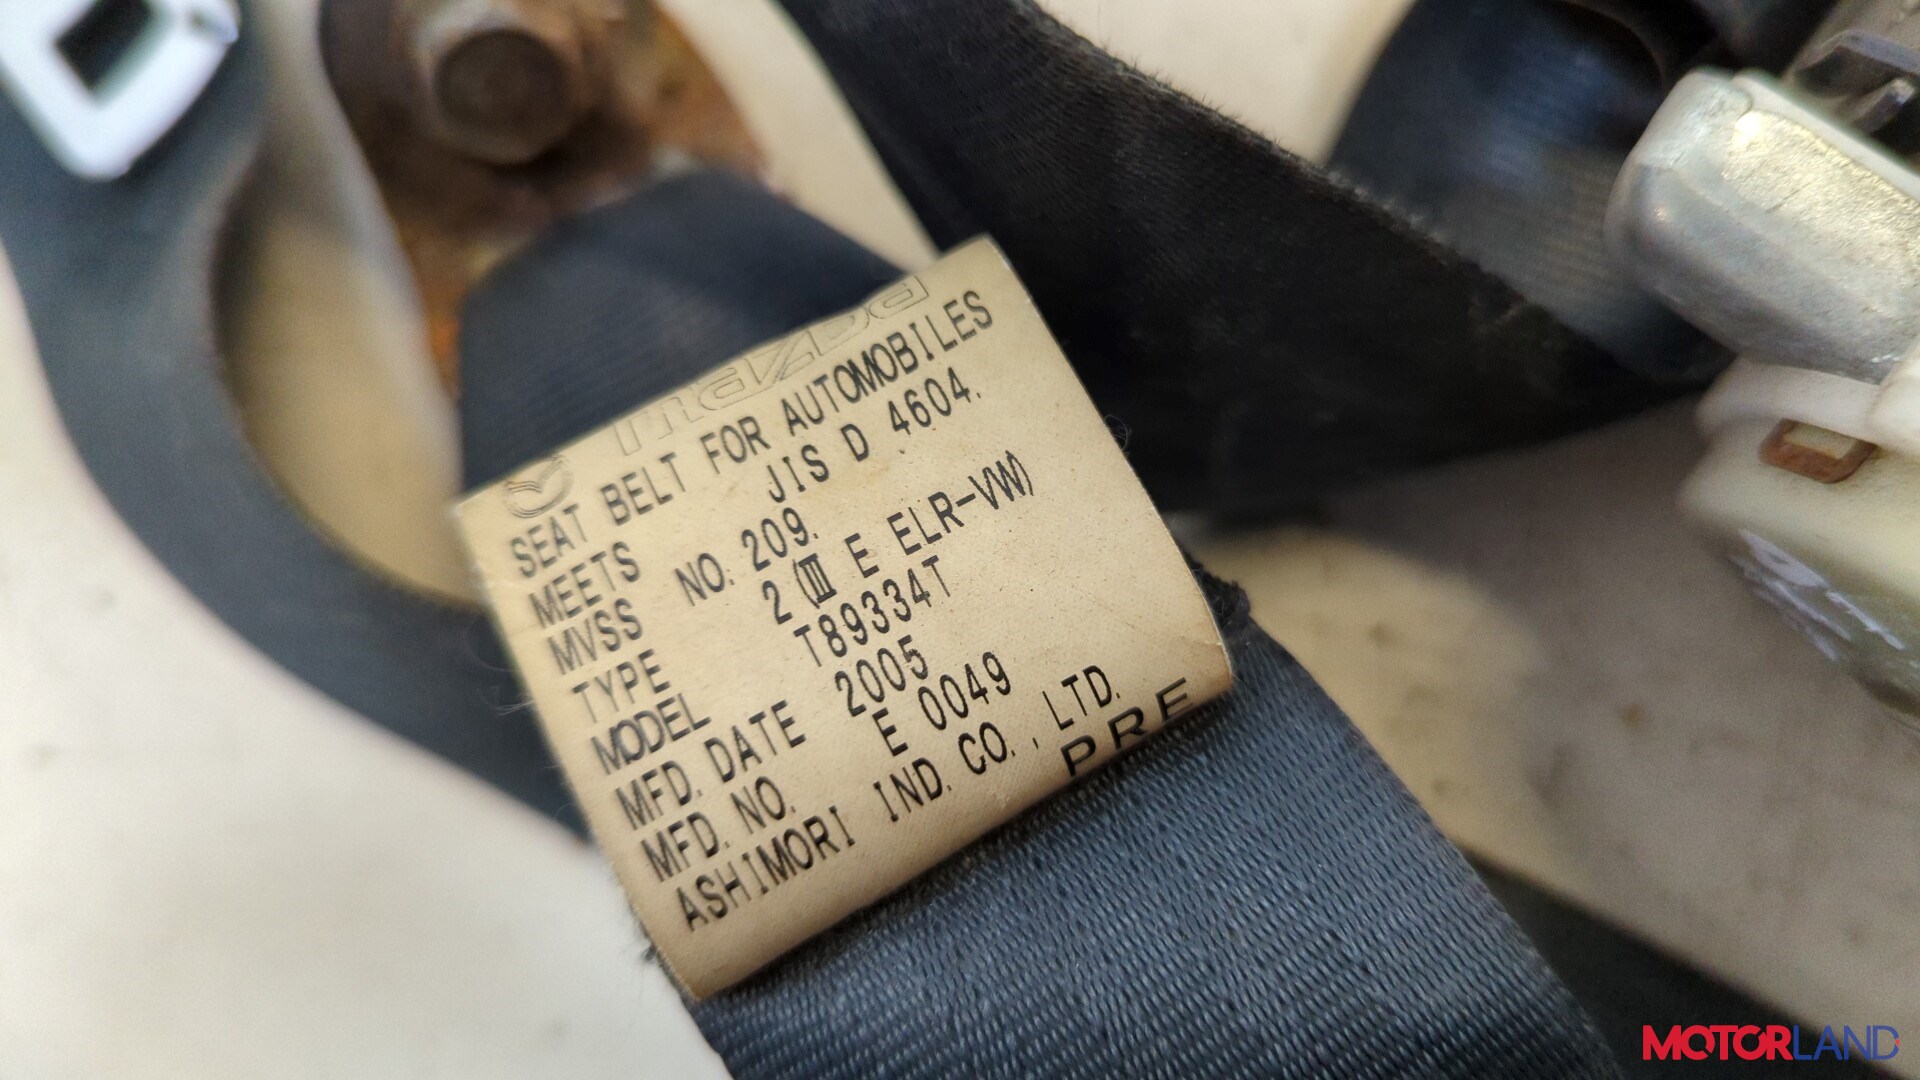 mazda
SEAT BELT FOR AUTOMOBILES
MEETS JIS D 4604.
MVSS NO. 209.
TYPE 2 (Ⅲ E ELR-VW)
MODEL T89334T
MFD. DATE 2005
MFD. NO. E 0049
ASHIMORI IND. CO., LTD.
PRE
MOTORLAND